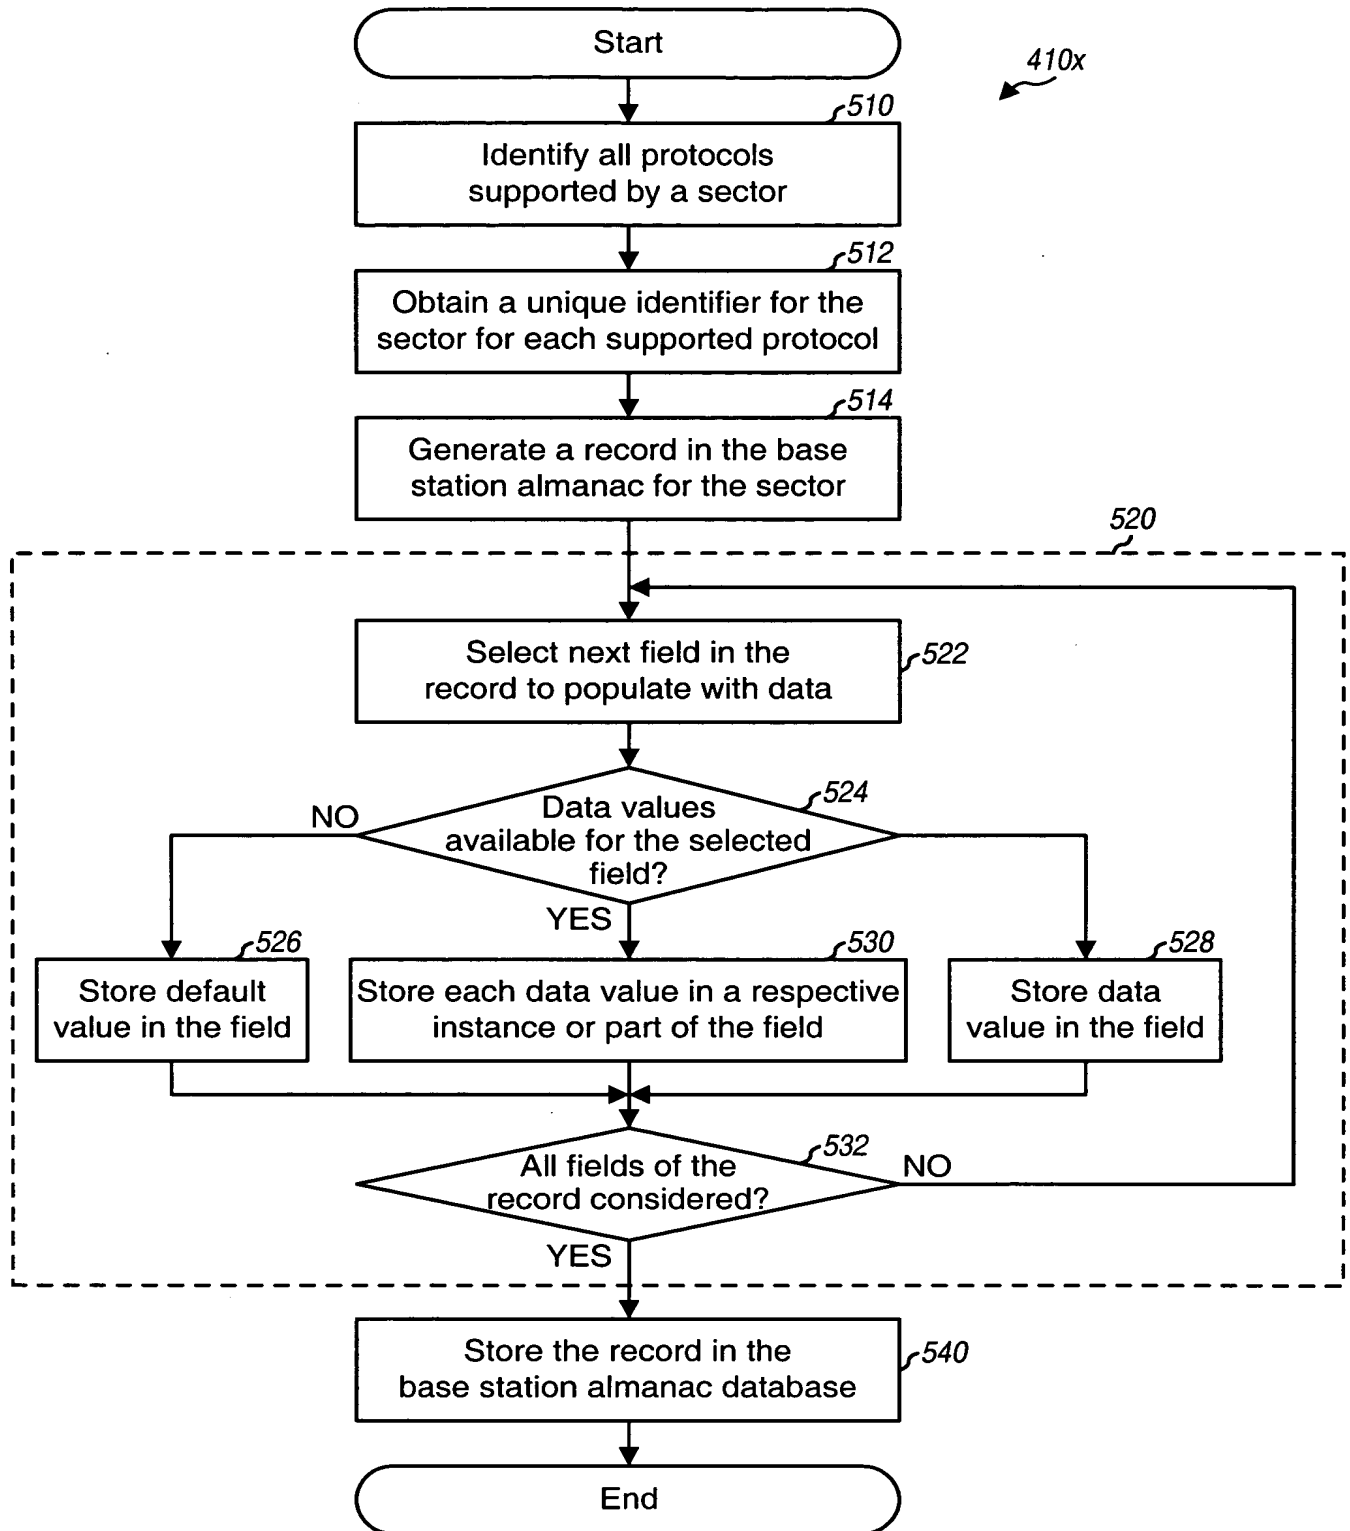 Start
410x
510
Identify all protocols
supported by a sector
512
Obtain a unique identifier for the
sector for each supported protocol
514
Generate a record in the base
station almanac for the sector
520
Select next field in the
record to populate with data
522
524
Data values
available for the selected
field?
NO
YES
526
Store default
value in the field
530
Store each data value in a respective
instance or part of the field
528
Store data
value in the field
532
All fields of the
record considered?
NO
YES
Store the record in the
base station almanac database
540
End